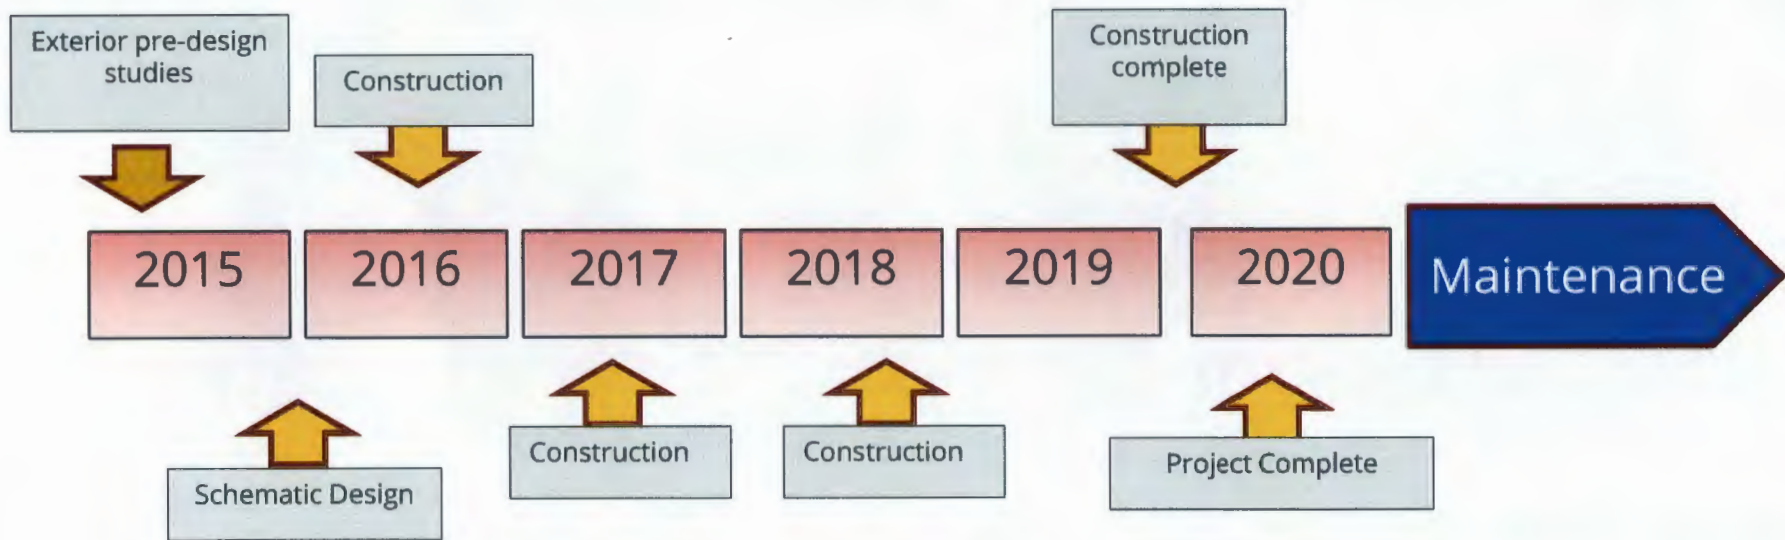 Exterior pre-design
studies
Construction
Construction
complete
2015
2016
2017
2018
2019
2020
Maintenance
Schematic Design
Construction
Construction
Project Complete